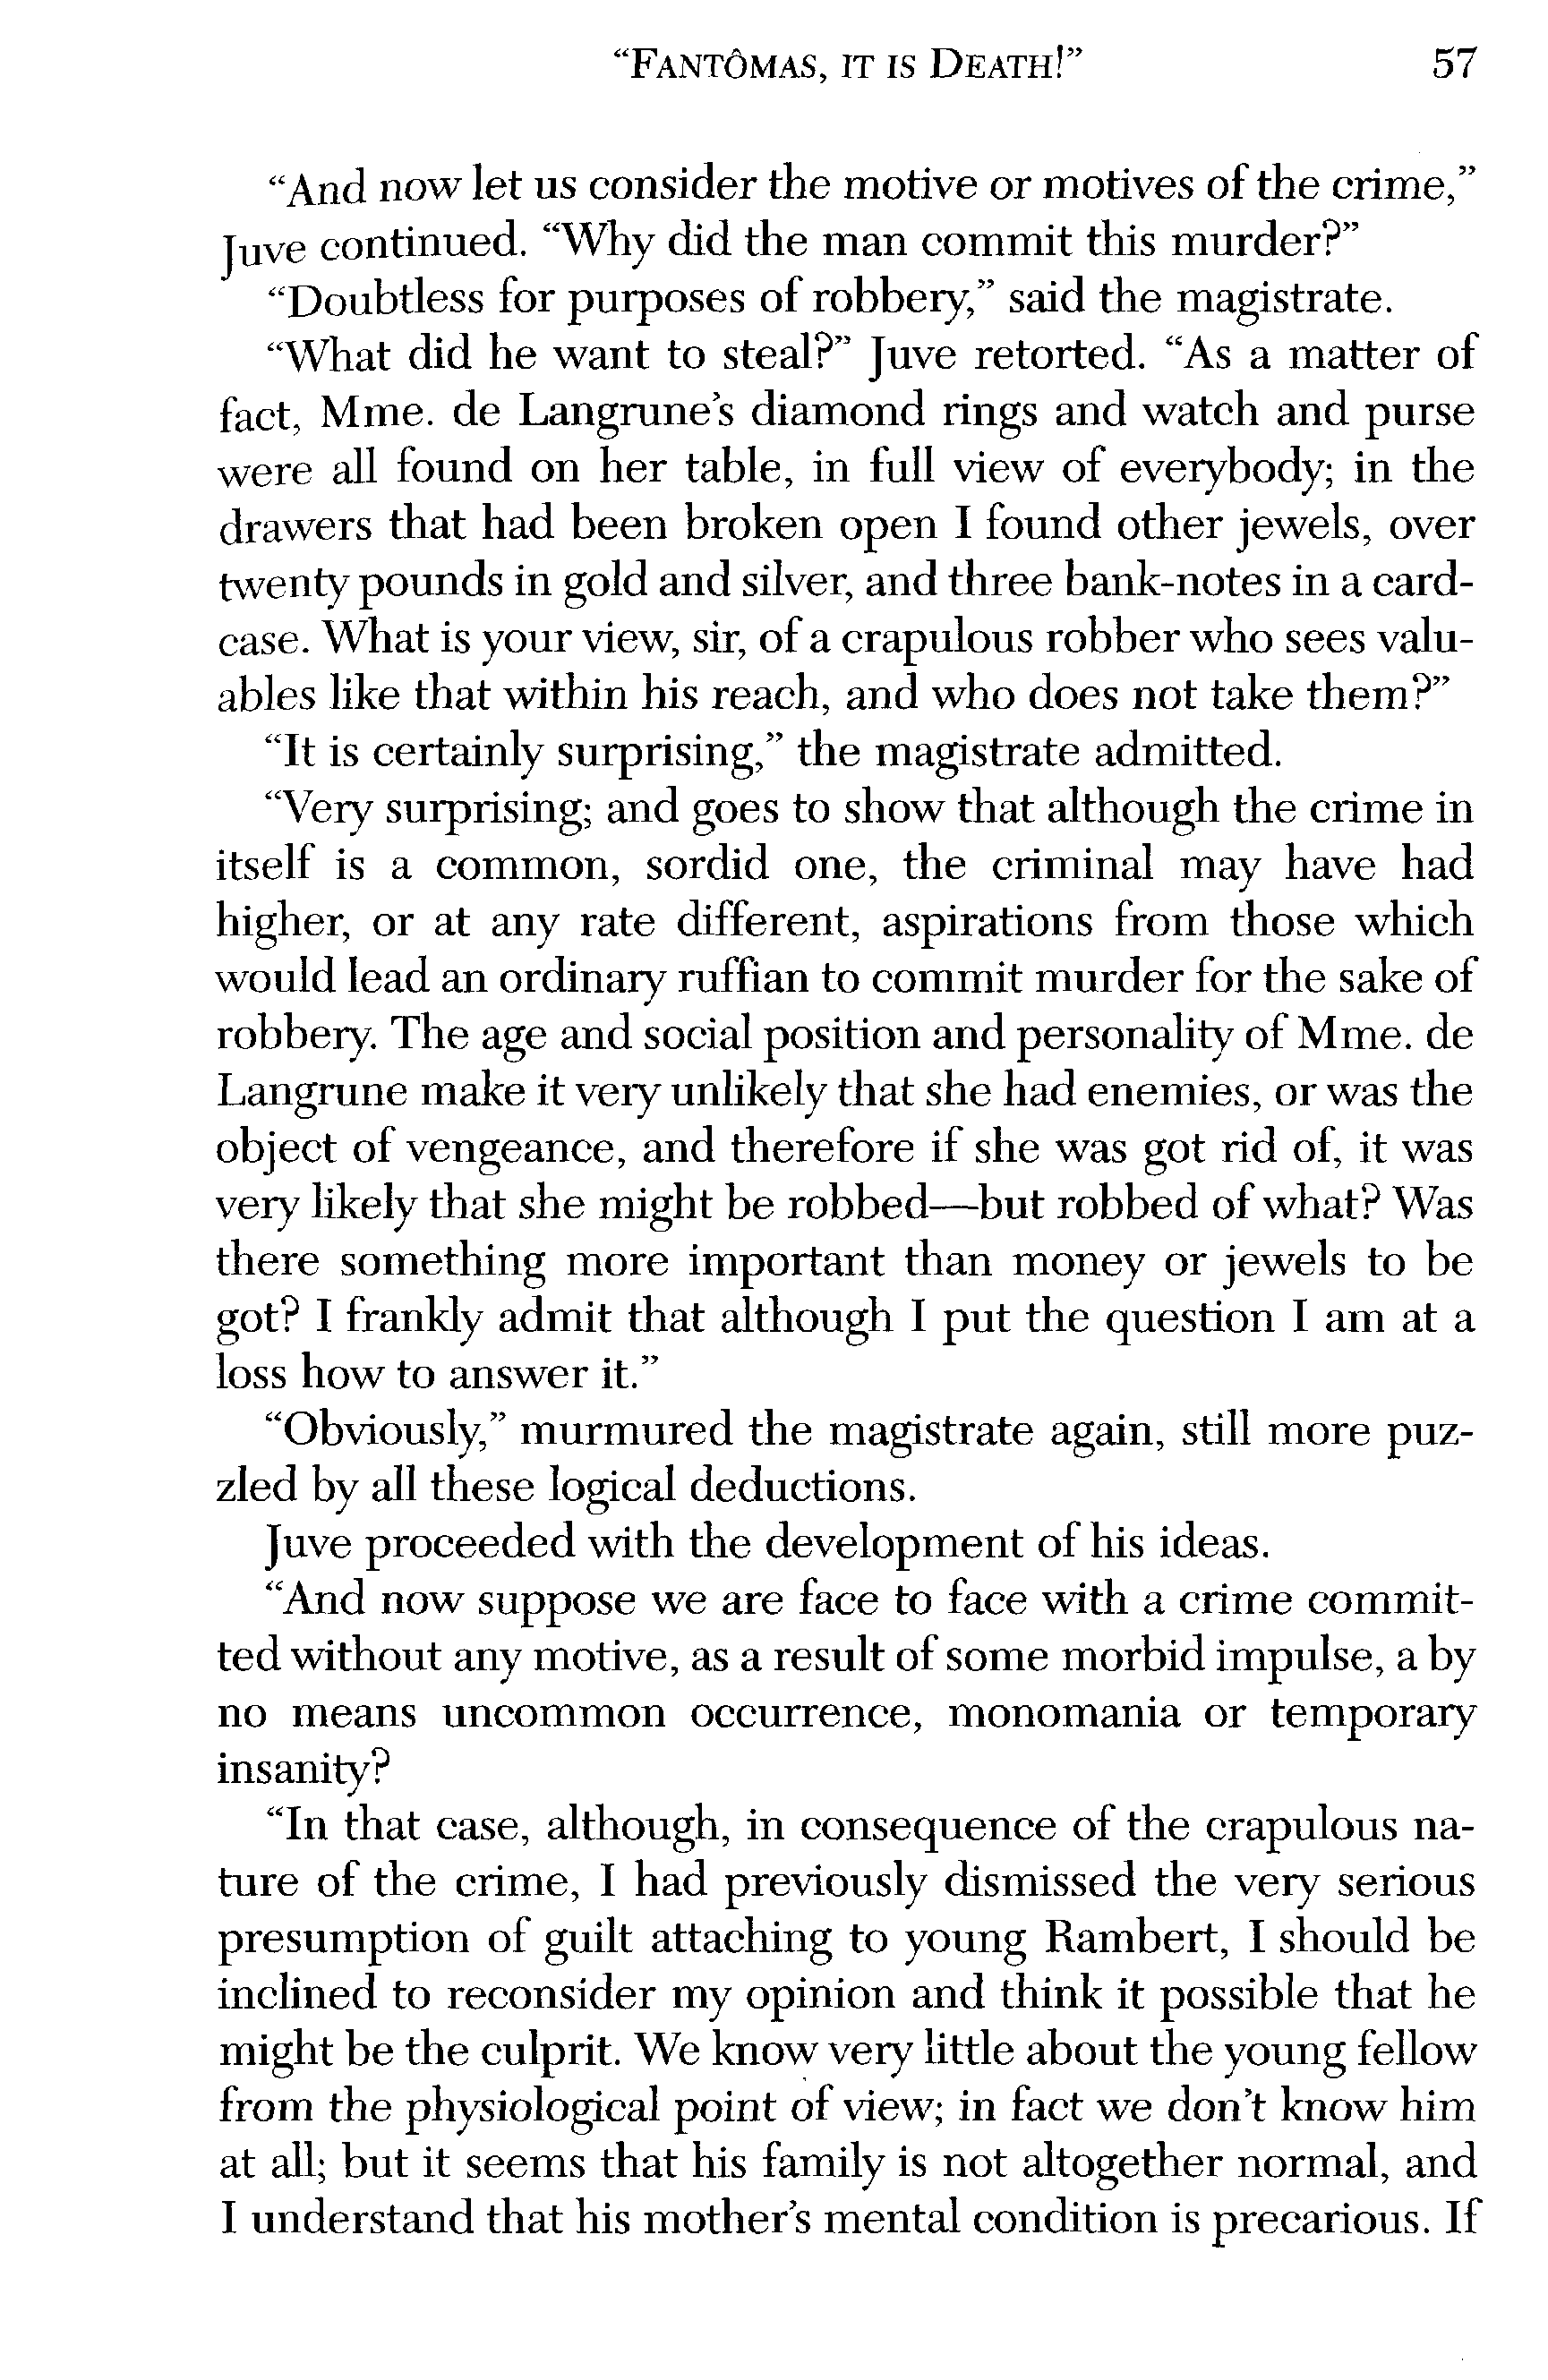 “FANTÔMAS, IT IS DEATH!” 57
“And now let us consider the motive or motives of the crime,”
Juve continued. “Why did the man commit this murder?”
“Doubtless for purposes of robbery,” said the magistrate.
“What did he want to steal?” Juve retorted. “As a matter of
fact, Mme. de Langrune’s diamond rings and watch and purse
were all found on her table, in full view of everybody; in the
drawers that had been broken open I found other jewels, over
twenty pounds in gold and silver, and three bank-notes in a card-
case. What is your view, sir, of a crapulous robber who sees valu-
ables like that within his reach, and who does not take them?”
“It is certainly surprising,” the magistrate admitted.
“Very surprising; and goes to show that although the crime in
itself is a common, sordid one, the criminal may have had
higher, or at any rate different, aspirations from those which
would lead an ordinary ruffian to commit murder for the sake of
robbery. The age and social position and personality of Mme. de
Langrune make it very unlikely that she had enemies, or was the
object of vengeance, and therefore if she was got rid of, it was
very likely that she might be robbed—but robbed of what? Was
there something more important than money or jewels to be
got? I frankly admit that although I put the question I am at a
loss how to answer it.”
“Obviously,” murmured the magistrate again, still more puz-
zled by all these logical deductions.
Juve proceeded with the development of his ideas.
“And now suppose we are face to face with a crime commit-
ted without any motive, as a result of some morbid impulse, a by
no means uncommon occurrence, monomania or temporary
insanity?
“In that case, although, in consequence of the crapulous na-
ture of the crime, I had previously dismissed the very serious
presumption of guilt attaching to young Rambert, I should be
inclined to reconsider my opinion and think it possible that he
might be the culprit. We know very little about the young fellow
from the physiological point of view; in fact we don’t know him
at all; but it seems that his family is not altogether normal, and
I understand that his mother’s mental condition is precarious. If